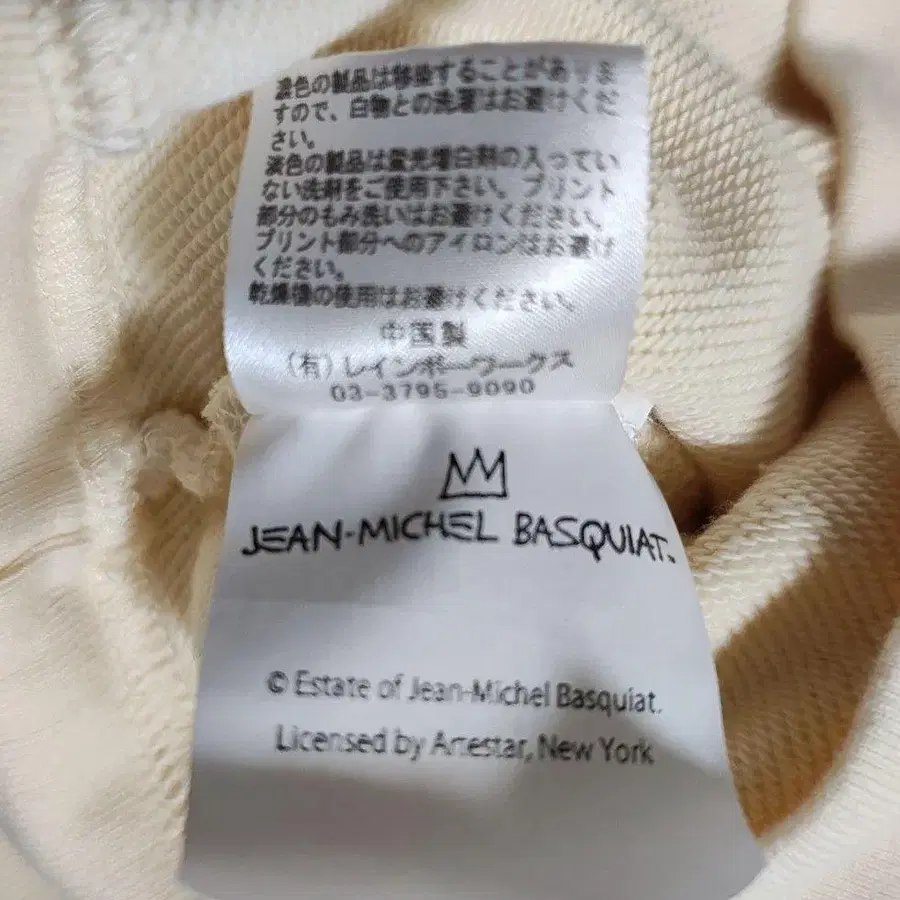 濃色の製品は移染することがありま
すので、白物との洗濯はお避けくだ
さい。
淡色の製品は蛍光増白剤の入ってい
ない洗剤をご使用下さい。プリント
部分のもみ洗いはお避けください。
プリント部分へのアイロンはお避け
ください。
乾燥機の使用はお避けください。
中国製
(有)レインボーワークス
03-3795-9090
JEAN-MICHEL BASQUIAT.
© Estate of Jean-Michel Basquiat.
Licensed by Artestar, New York